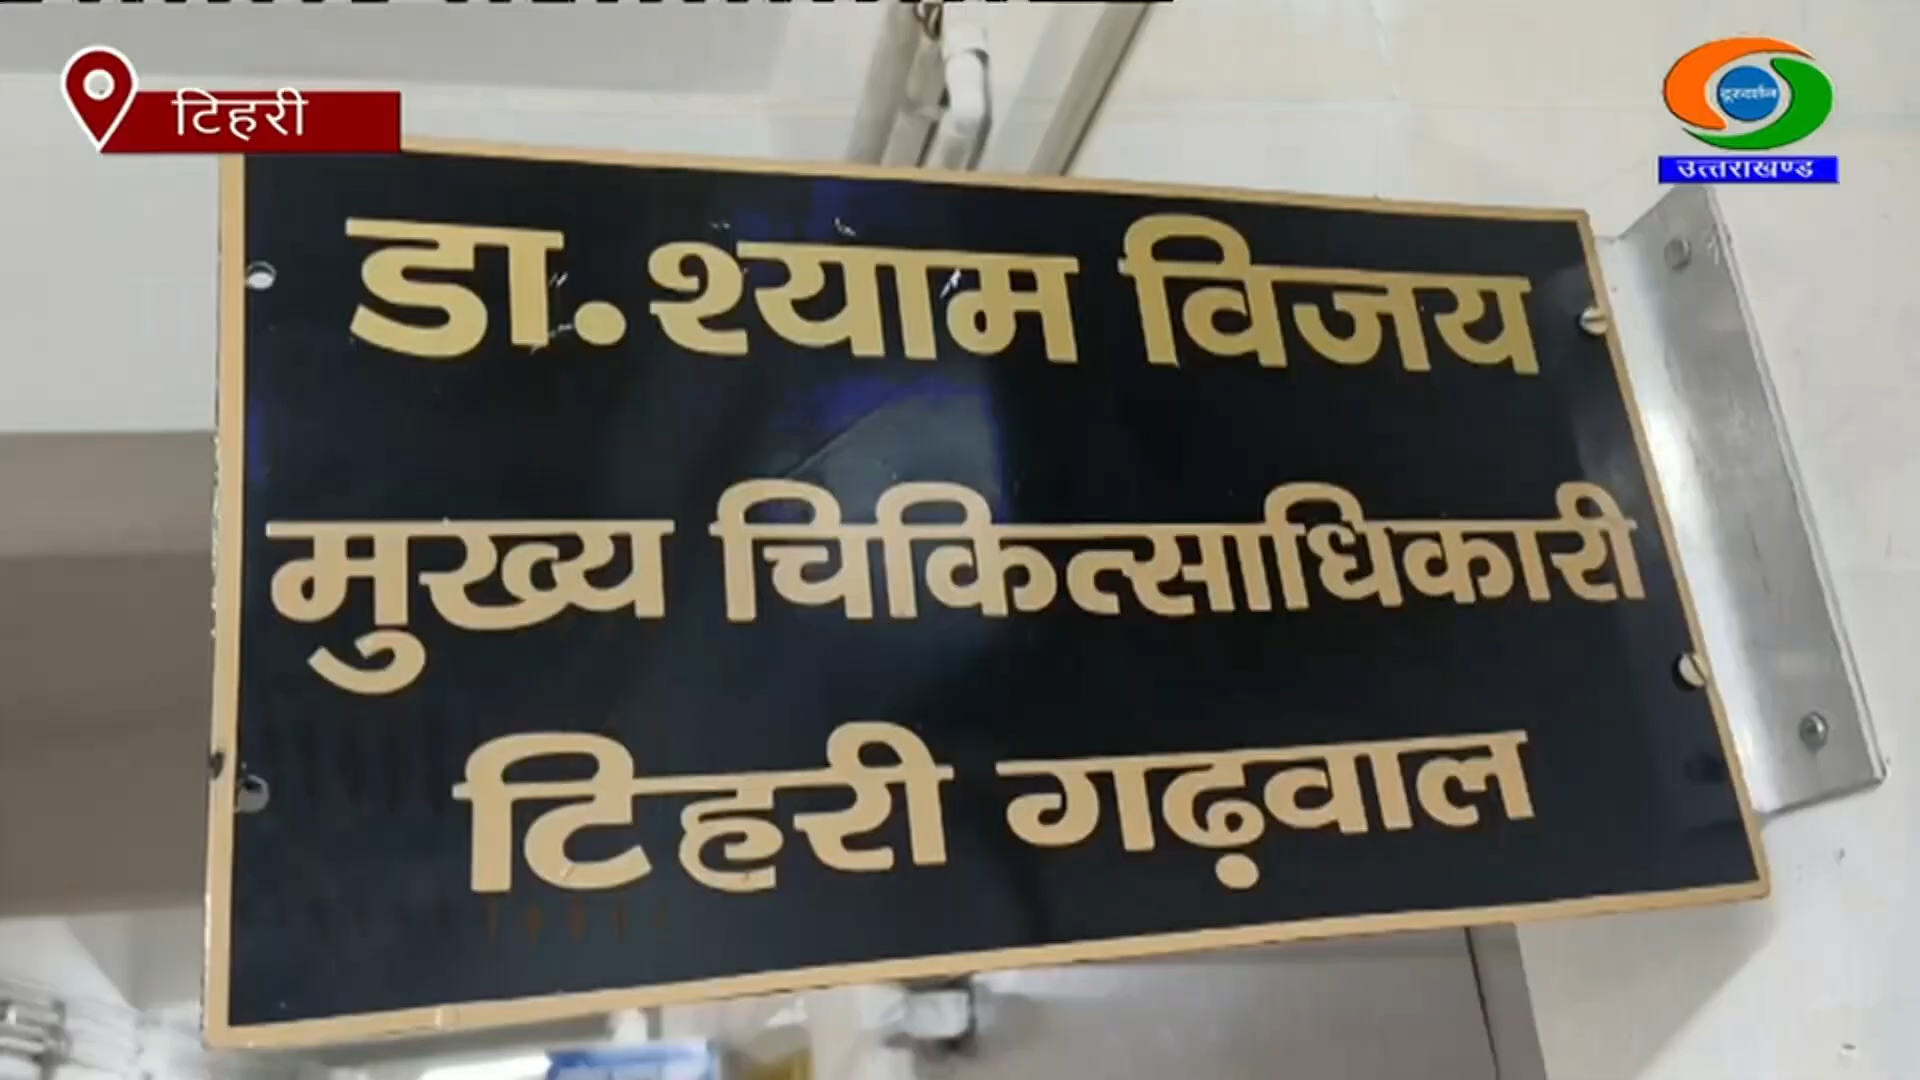 टिहरी
दूरदर्शन
उत्तराखण्ड
डा. श्याम विजय
मुख्य चिकित्साधिकारी
टिहरी गढ़वाल